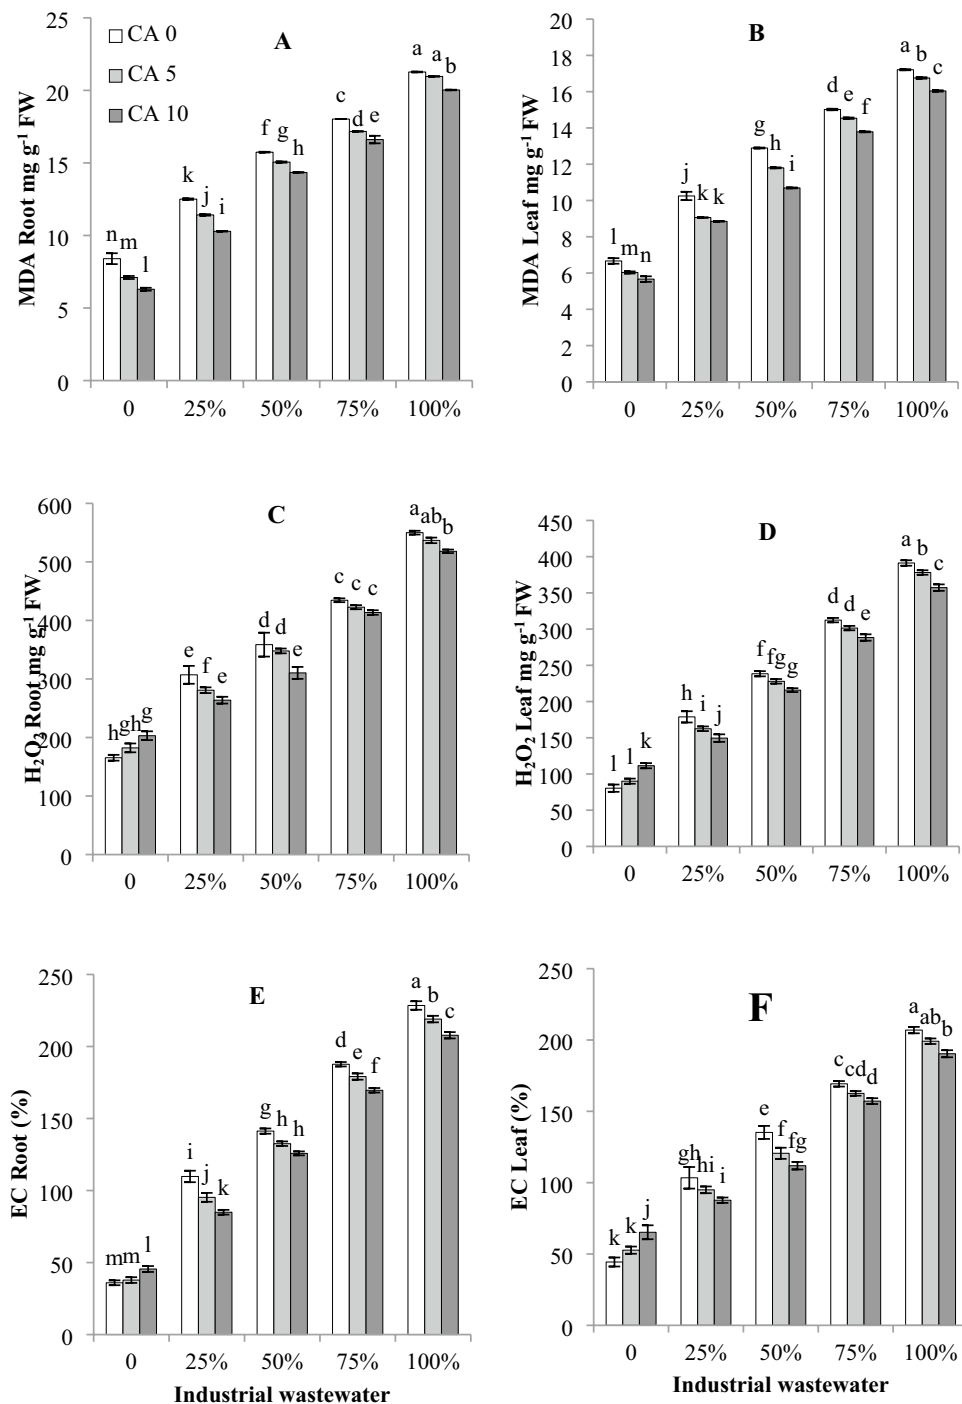 A
CA 0
CA 5
CA 10
MDA Root mg g⁻¹ FW
25
20
15
10
5
0
n m l
k j i
f g h
c d e
a a b
0 25% 50% 75% 100%
B
MDA Leaf mg g⁻¹ FW
20
18
16
14
12
10
8
6
4
2
0
l m n
j k k
g h i
d e f
a b c
0 25% 50% 75% 100%
C
H₂O₂ Root mg g⁻¹ FW
600
500
400
300
200
100
0
h gh g
e f e
d d e
c c c
a ab b
0 25% 50% 75% 100%
D
H₂O₂ Leaf mg g⁻¹ FW
450
400
350
300
250
200
150
100
50
0
l l k
h i j
f fg g
d d e
a b c
0 25% 50% 75% 100%
E
EC Root (%)
250
200
150
100
50
0
m m l
i j k
g h h
d e f
a b c
0 25% 50% 75% 100%
Industrial wastewater
F
EC Leaf (%)
250
200
150
100
50
0
k k j
gh hi i
e f fg
c cd d
a ab b
0 25% 50% 75% 100%
Industrial wastewater